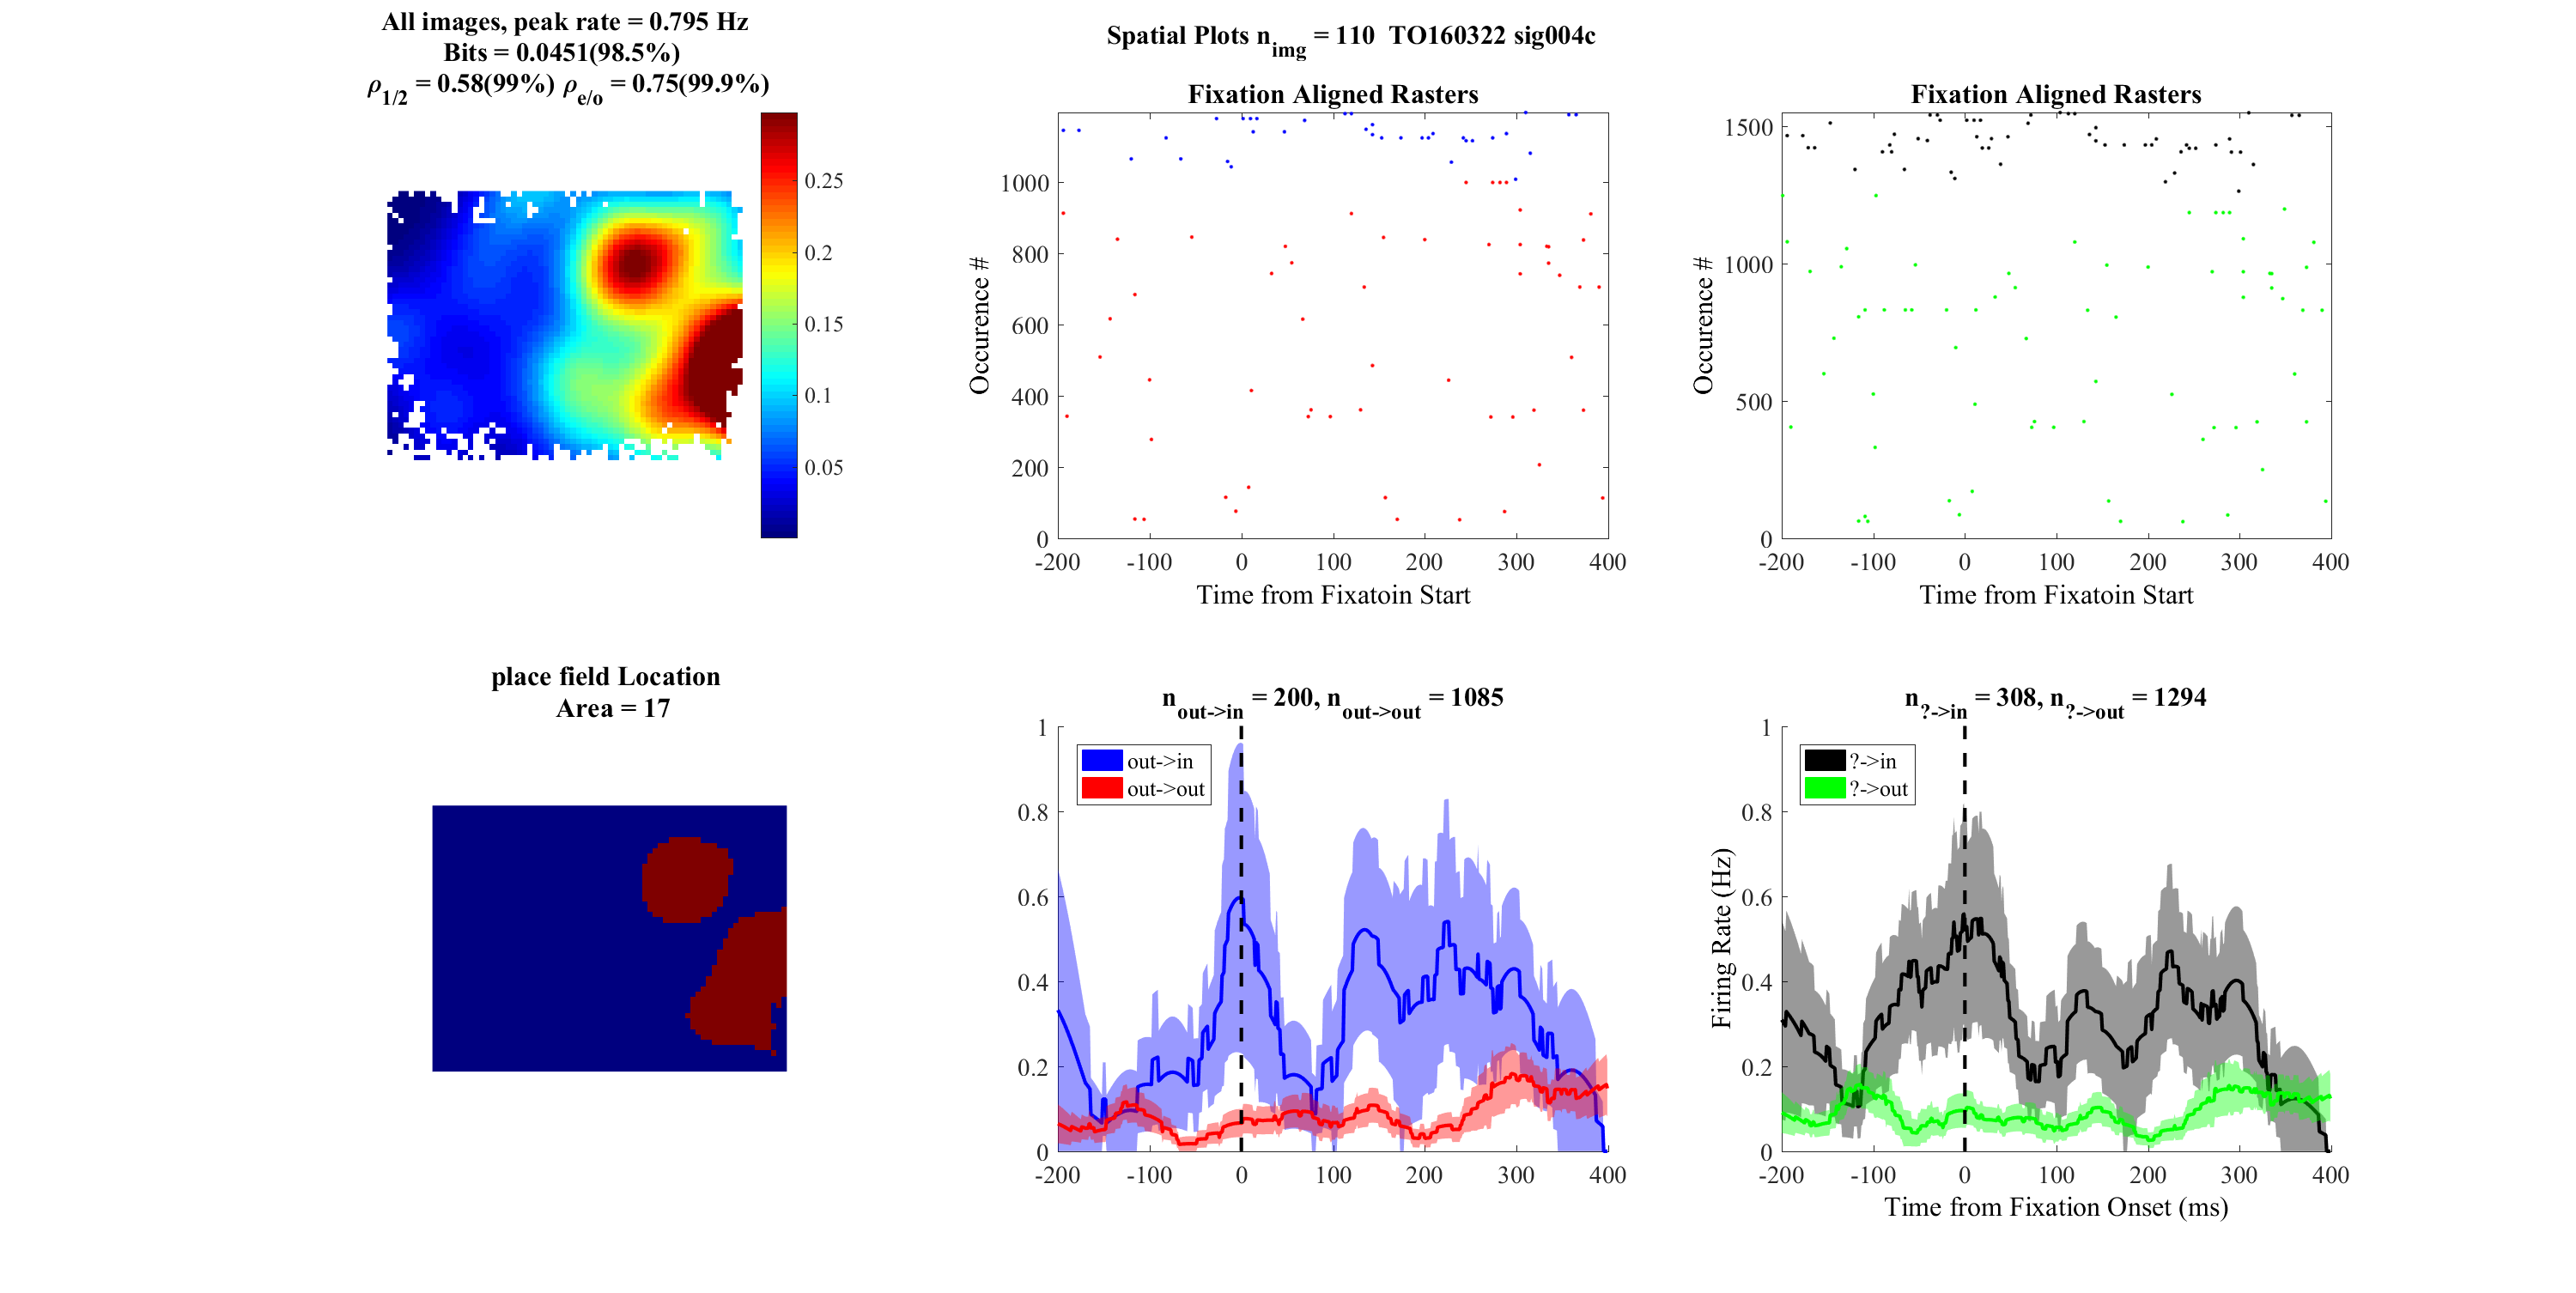 All images, peak rate = 0.795 Hz
Bits = 0.0451(98.5%)
ρ1/2 = 0.58(99%) ρe/o = 0.75(99.9%)
0.25
0.2
0.15
0.1
0.05
Spatial Plots nimg = 110 TO160322 sig004c
Fixation Aligned Rasters
Occurence #
1000
800
600
400
200
0
-200 -100 0 100 200 300 400
Time from Fixatoin Start
Fixation Aligned Rasters
Occurence #
1500
1000
500
0
-200 -100 0 100 200 300 400
Time from Fixatoin Start
place field Location
Area = 17
nout->in = 200, nout->out = 1085
1
0.8
0.6
0.4
0.2
0
out->in
out->out
-200 -100 0 100 200 300 400
n?->in = 308, n?->out = 1294
Firing Rate (Hz)
1
0.8
0.6
0.4
0.2
0
?->in
?->out
-200 -100 0 100 200 300 400
Time from Fixation Onset (ms)